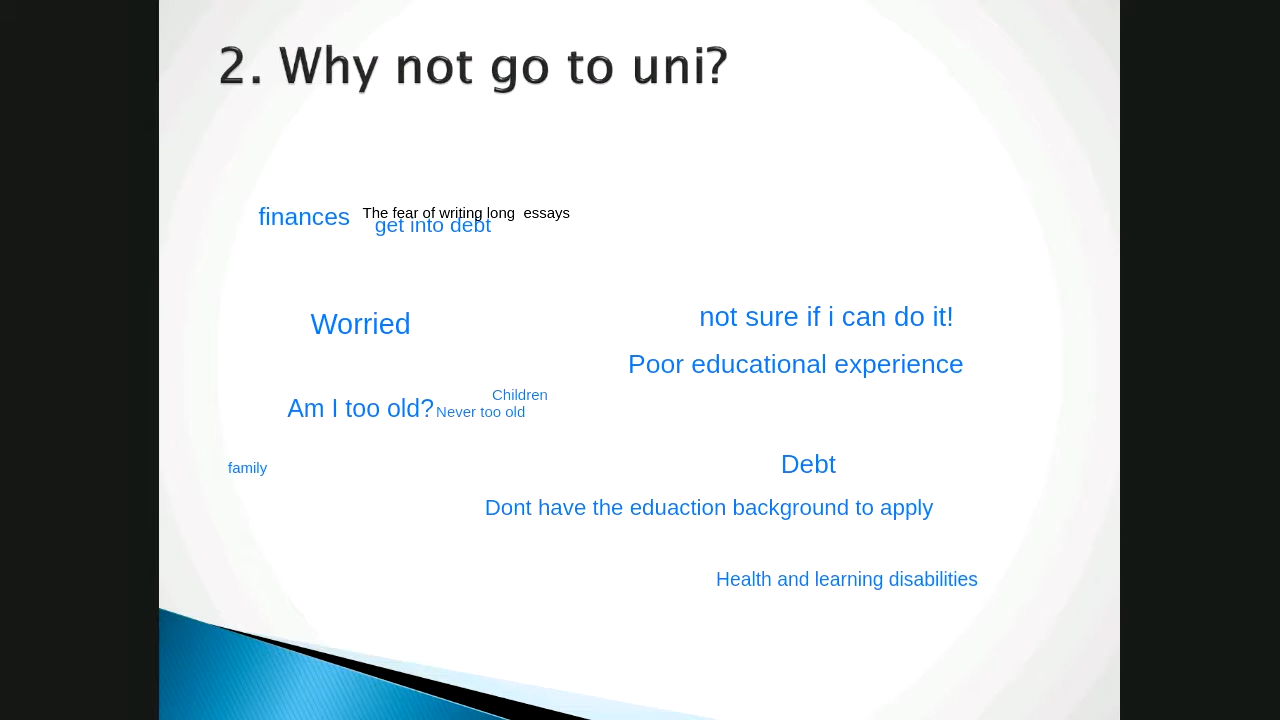 2. Why not go to uni?
finances
The fear of writing long  essays
get into debt
Worried
not sure if i can do it!
Poor educational experience
Children
Am I too old?
Never too old
family
Debt
Dont have the eduaction background to apply
Health and learning disabilities